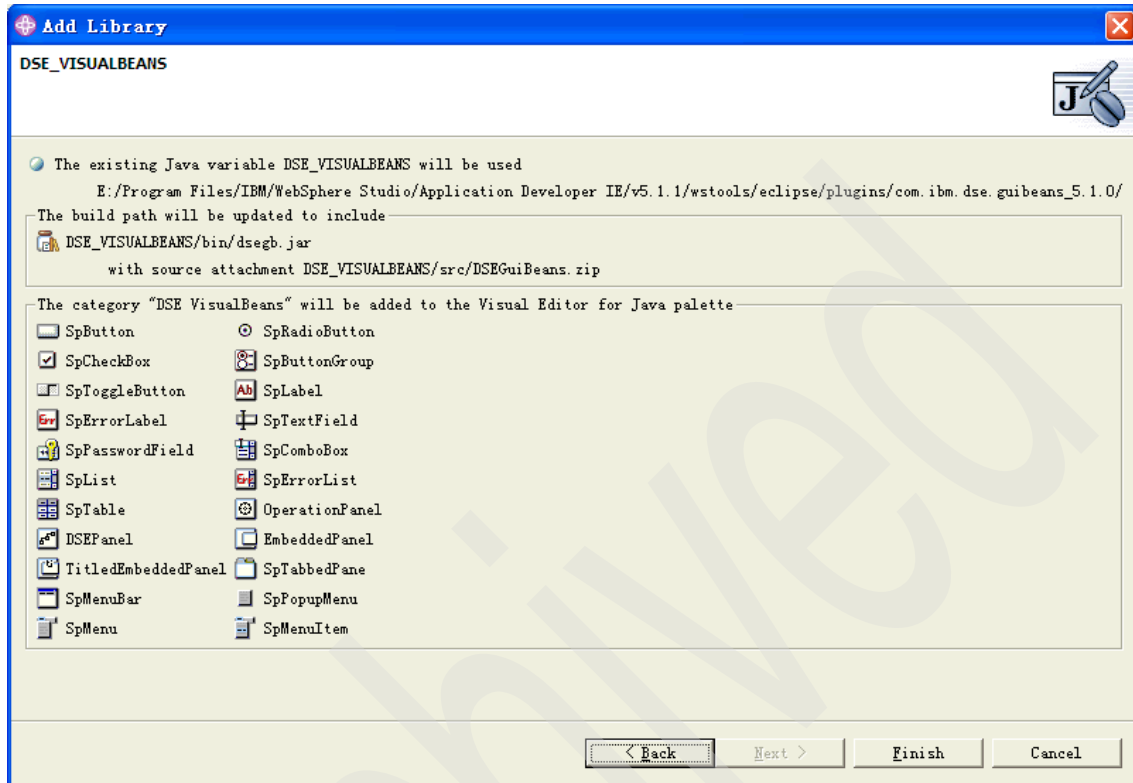 Add Library
DSE_VISUALBEANS
The existing Java variable DSE_VISUALBEANS will be used
E:/Program Files/IBM/WebSphere Studio/Application Developer IE/v5.1.1/wstools/eclipse/plugins/com.ibm.dse.guibeans_5.1.0/
The build path will be updated to include
DSE_VISUALBEANS/bin/dsegb.jar
with source attachment DSE_VISUALBEANS/src/DSEGuiBeans.zip
The category "DSE VisualBeans" will be added to the Visual Editor for Java palette
SpButton SpRadioButton
SpCheckBox SpButtonGroup
SpToggleButton Ab SpLabel
Err SpErrorLabel SpTextField
SpPasswordField SpComboBox
SpList Err SpErrorList
SpTable OperationPanel
DSEPanel EmbeddedPanel
TitledEmbeddedPanel SpTabbedPane
SpMenuBar SpPopupMenu
SpMenu SpMenuItem
< Back Next > Finish Cancel
hived